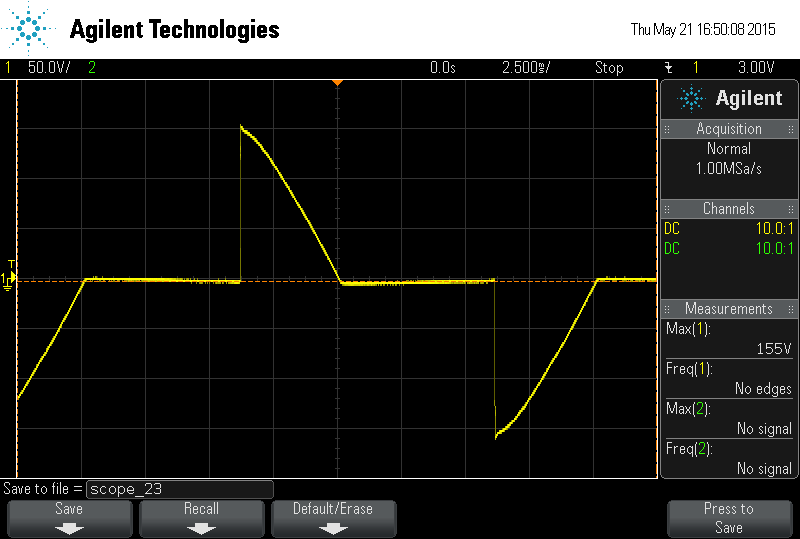 Agilent Technologies
Thu May 21 16:50:08 2015
1 50.0V/ 2 0.0s 2.500ms/ Stop 1 3.00V
T
1
Agilent
Acquisition
Normal
1.00MSa/s
Channels
DC 10.0:1
DC 10.0:1
Measurements
Max(1):
155V
Freq(1):
No edges
Max(2):
No signal
Freq(2):
No signal
Save to file = scope_23
Save Recall Default/Erase Press to
Save